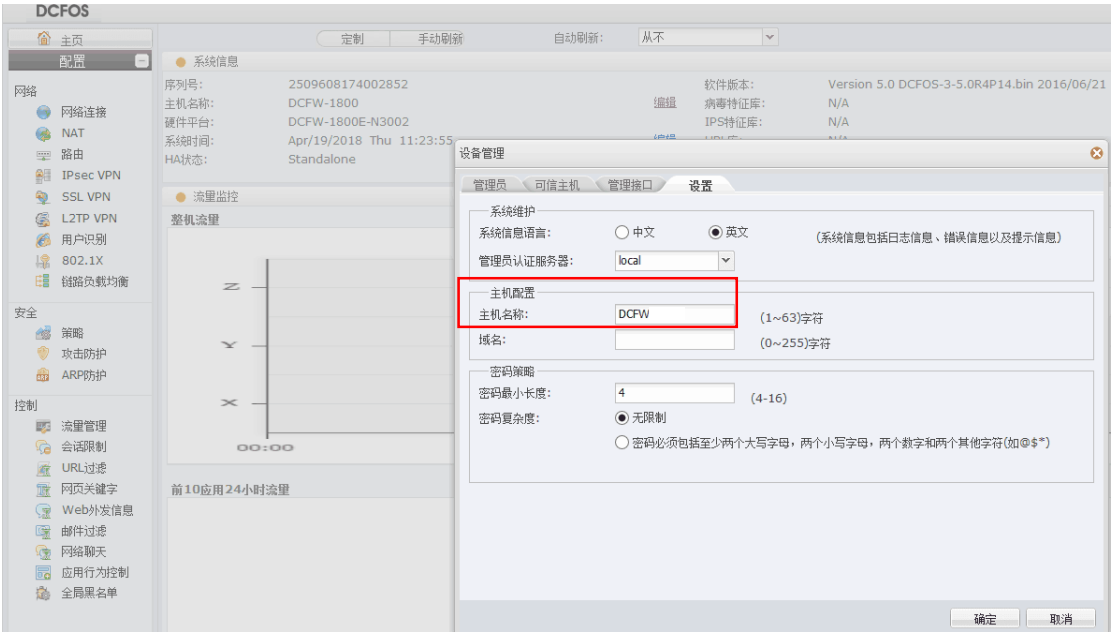 DCFOS
主页
配置
网络
网络连接
NAT
路由
IPsec VPN
SSL VPN
L2TP VPN
用户识别
802.1X
链路负载均衡
安全
策略
攻击防护
ARP防护
控制
流量管理
会话限制
URL过滤
网页关键字
Web外发信息
邮件过滤
网络聊天
应用行为控制
全局黑名单
定制 手动刷新 自动刷新: 从不
系统信息
序列号: 2509608174002852 软件版本: Version 5.0 DCFOS-3-5.0R4P14.bin 2016/06/21
主机名称: DCFW-1800 编辑 病毒特征库: N/A
硬件平台: DCFW-1800E-N3002 IPS特征库: N/A
系统时间: Apr/19/2018 Thu 11:23:55 编辑 URL库: N/A
HA状态: Standalone
流量监控
整机流量
Z
Y
X
00:00
前10应用24小时流量
设备管理
管理员 可信主机 管理接口 设置
系统维护
系统信息语言: 中文 英文 (系统信息包括日志信息、错误信息以及提示信息)
管理员认证服务器: local
主机配置
主机名称: DCFW (1~63)字符
域名: (0~255)字符
密码策略
密码最小长度: 4 (4-16)
密码复杂度: 无限制
密码必须包括至少两个大写字母，两个小写字母，两个数字和两个其他字符(如@$*)
确定 取消